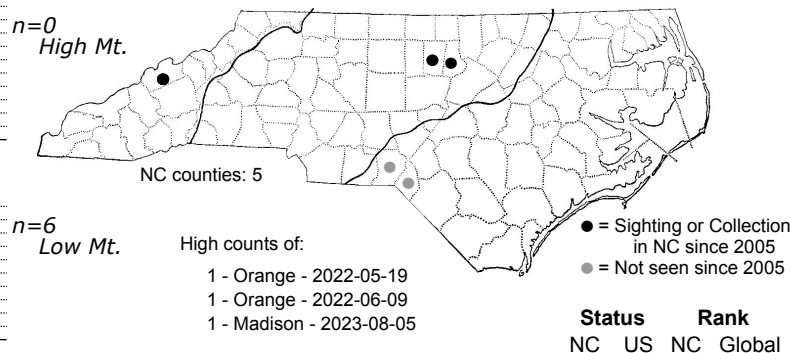 n=0
High Mt.
NC counties: 5
n=6
Low Mt.
High counts of:
1 - Orange - 2022-05-19
1 - Orange - 2022-06-09
1 - Madison - 2023-08-05
= Sighting or Collection
in NC since 2005
= Not seen since 2005
Status Rank
NC US NC Global